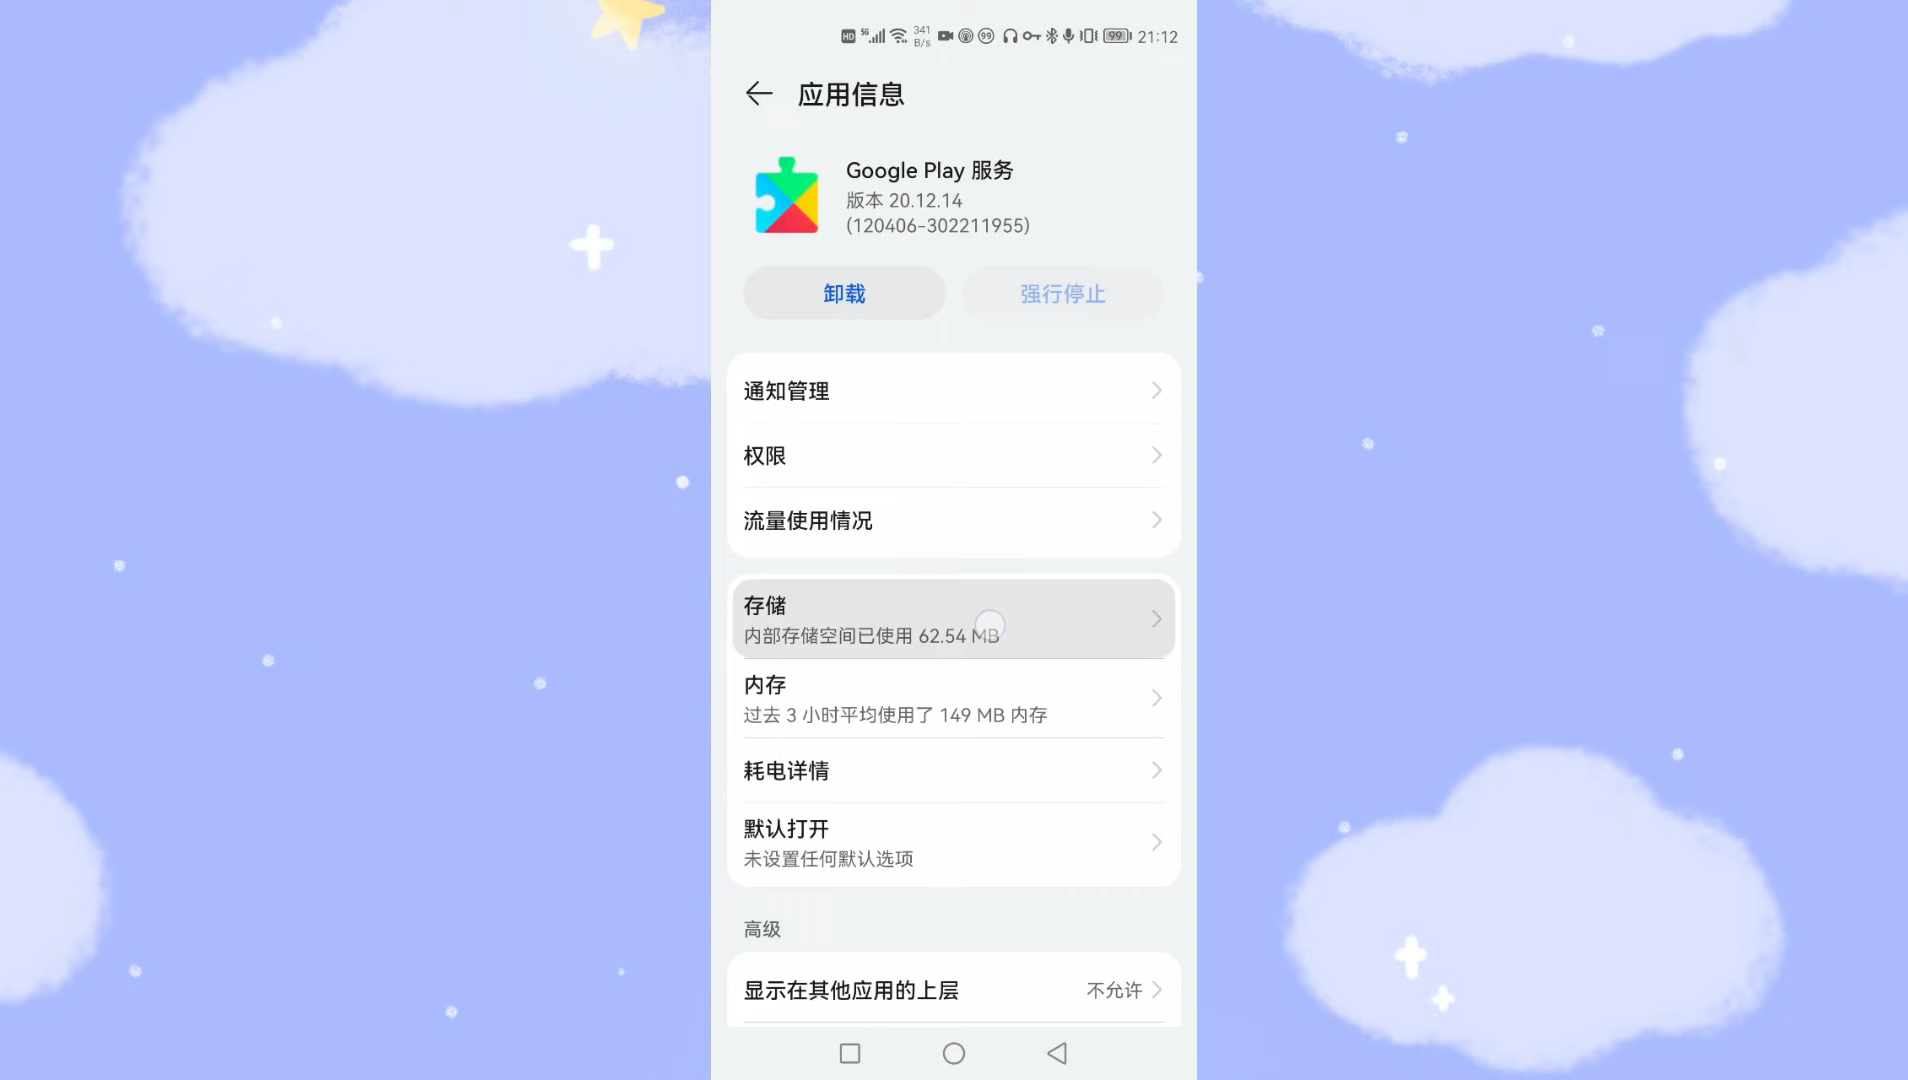 HD 5G 341 B/s 99 99 21:12
应用信息
Google Play 服务
版本 20.12.14
(120406-302211955)
卸载
强行停止
通知管理
权限
流量使用情况
存储
内部存储空间已使用 62.54 MB
内存
过去 3 小时平均使用了 149 MB 内存
耗电详情
默认打开
未设置任何默认选项
高级
显示在其他应用的上层 不允许